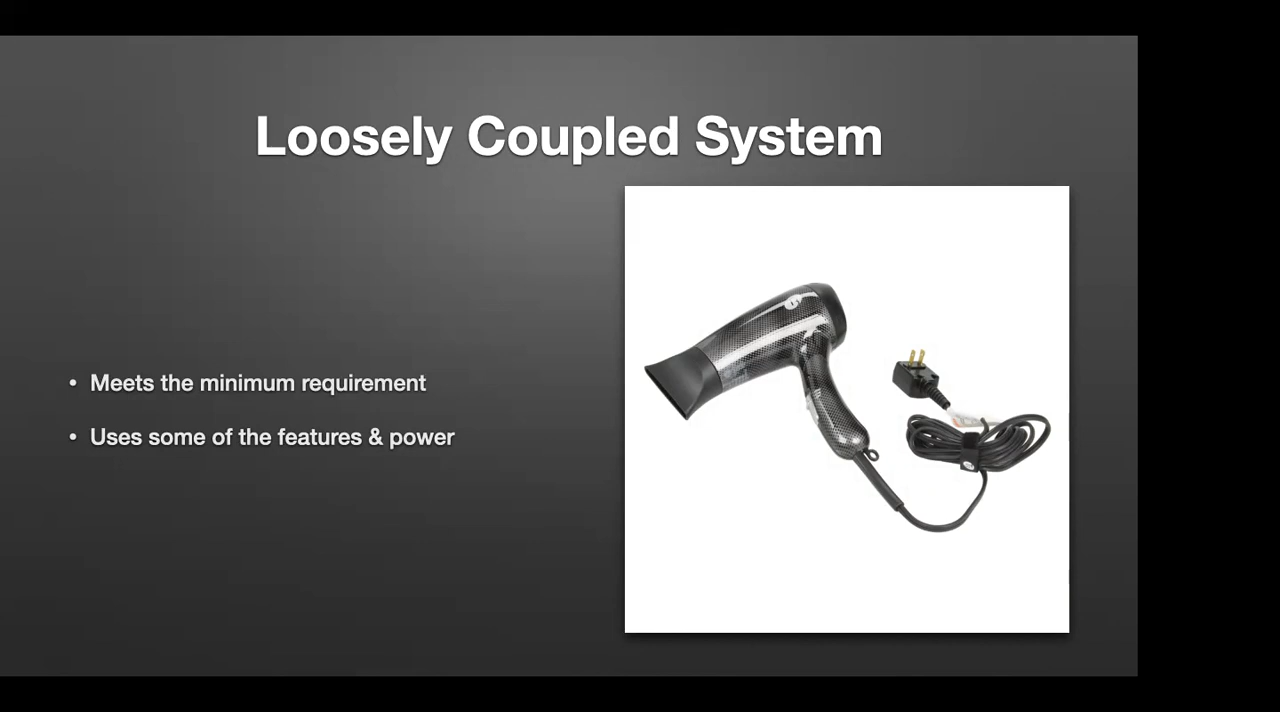 Loosely Coupled System
• Meets the minimum requirement
• Uses some of the features & power